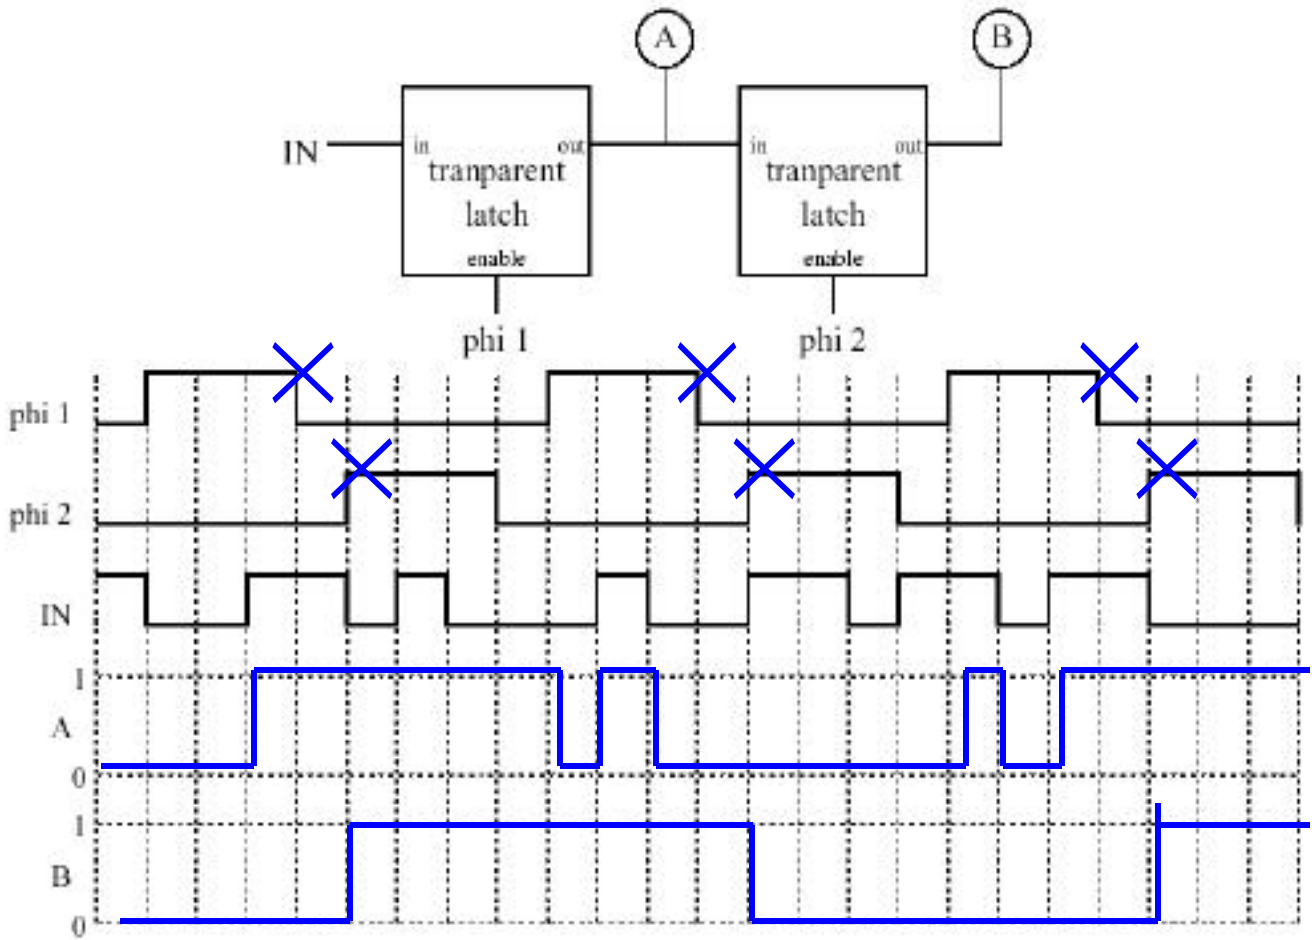 A B
IN in out in out
tranparent tranparent
latch latch
enable enable
phi 1 phi 2
phi 1
phi 2
IN
1
A
0
1
B
0